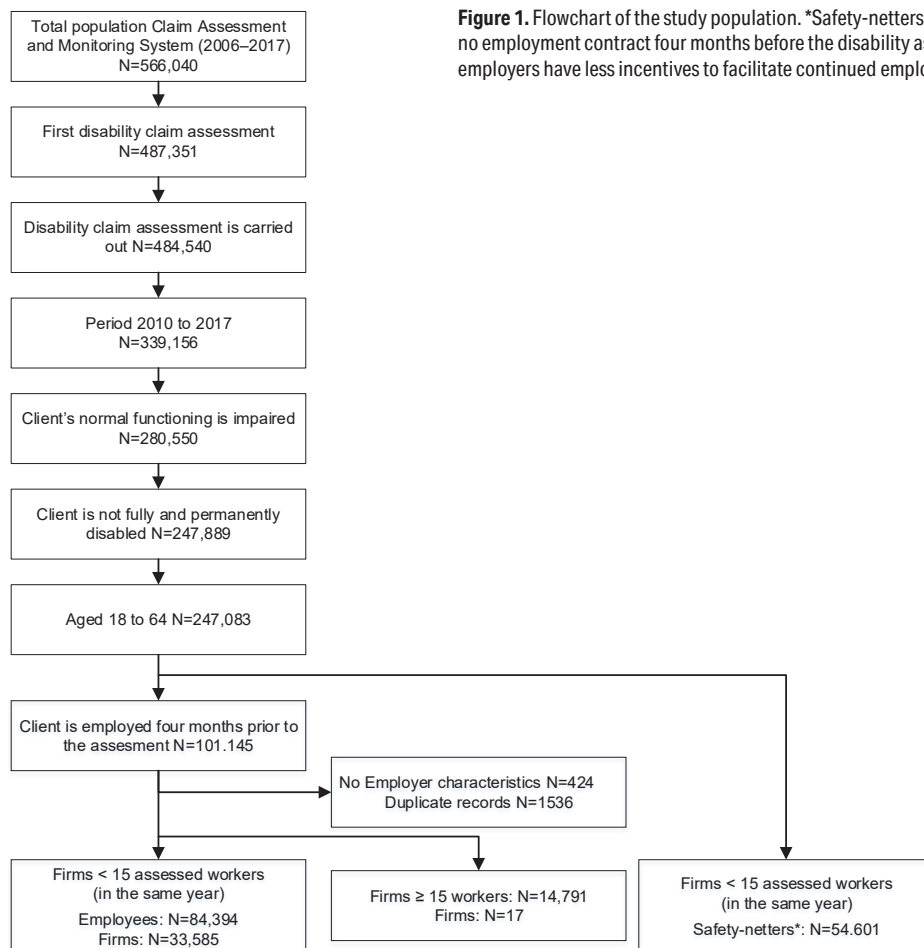 Total population Claim Assessment
and Monitoring System (2006–2017)
N=566,040
Figure 1. Flowchart of the study population. *Safety-netters
no employment contract four months before the disability as
employers have less incentives to facilitate continued emplo
First disability claim assessment
N=487,351
Disability claim assessment is carried
out N=484,540
Period 2010 to 2017
N=339,156
Client's normal functioning is impaired
N=280,550
Client is not fully and permanently
disabled N=247,889
Aged 18 to 64 N=247,083
Client is employed four months prior to
the assesment N=101.145
No Employer characteristics N=424
Duplicate records N=1536
Firms < 15 assessed workers
(in the same year)
Employees: N=84,394
Firms: N=33,585
Firms ≥ 15 workers: N=14,791
Firms: N=17
Firms < 15 assessed workers
(in the same year)
Safety-netters*: N=54.601